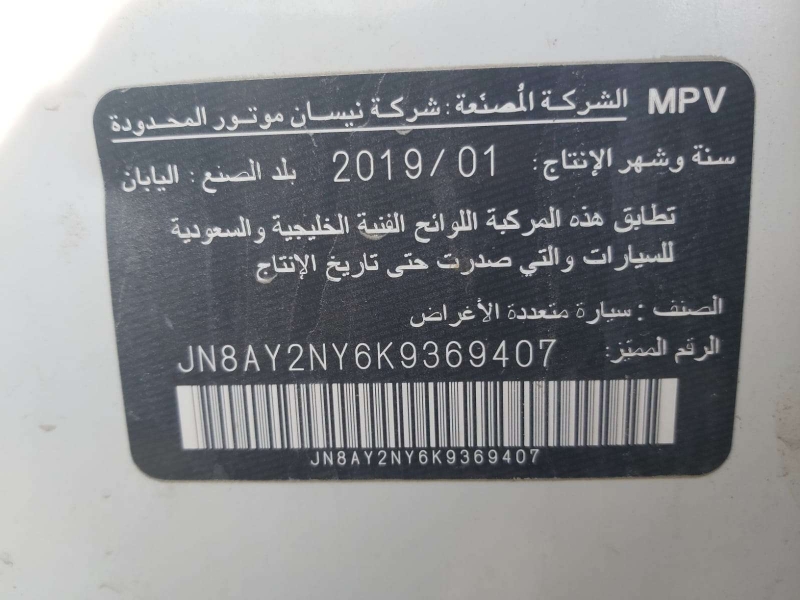 MPV الشركة المُصنّعة : شركة نيسان موتور المحدودة
سنة وشهر الإنتاج: 2019/01 بلد الصنع : اليابان
تطابق هذه المركبة اللوائح الفنية الخليجية والسعودية
للسيارات والتي صدرت حتى تاريخ الإنتاج
الصنف : سيارة متعددة الأغراض
الرقم المميّز: JN8AY2NY6K9369407
JN8AY2NY6K9369407